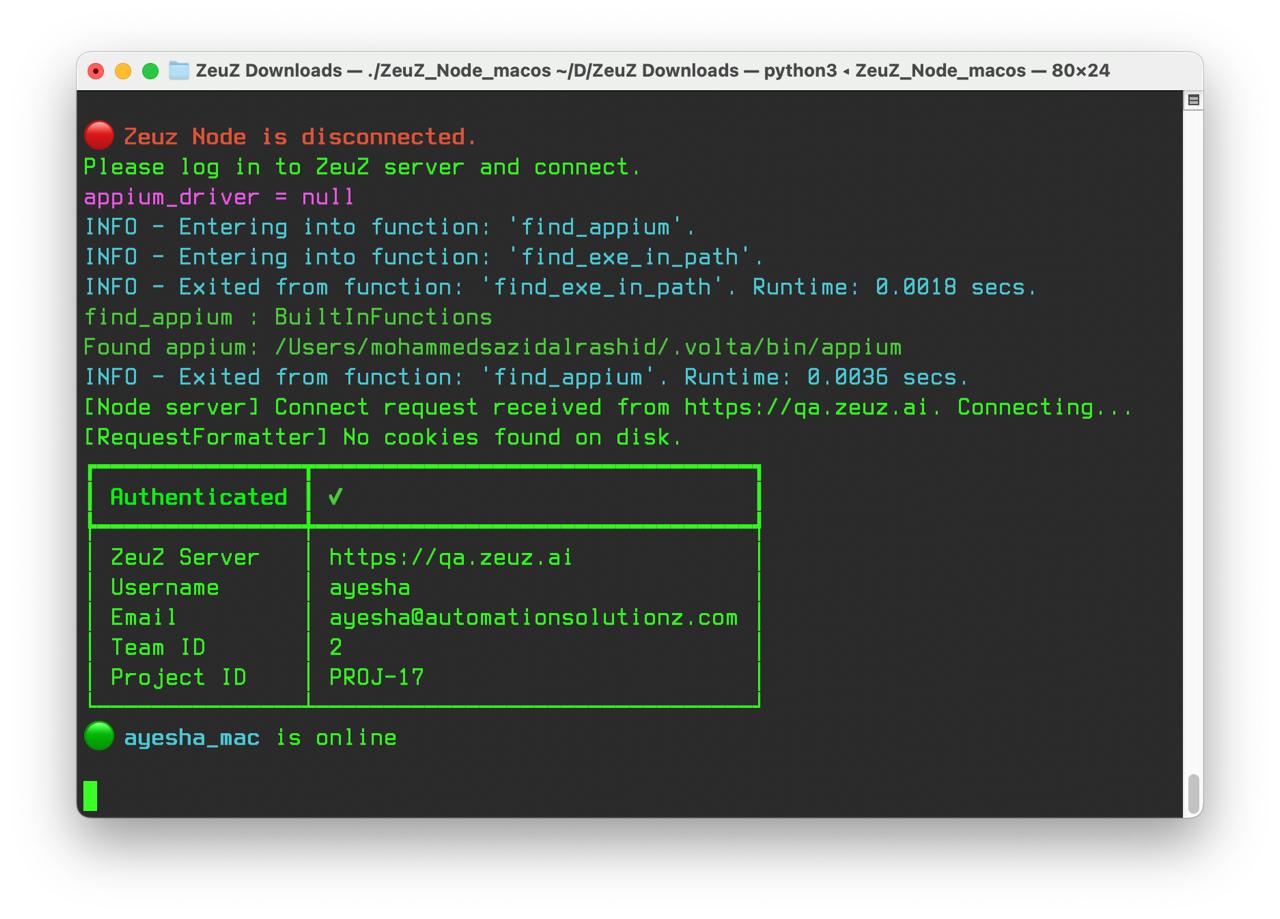 ZeuZ Downloads — ./ZeuZ_Node_macos ~/D/ZeuZ Downloads — python3 ◂ ZeuZ_Node_macos — 80×24
Zeuz Node is disconnected.
Please log in to ZeuZ server and connect.
appium_driver = null
INFO - Entering into function: 'find_appium'.
INFO - Entering into function: 'find_exe_in_path'.
INFO - Exited from function: 'find_exe_in_path'. Runtime: 0.0018 secs.
find_appium : BuiltInFunctions
Found appium: /Users/mohammedsazidalrashid/.volta/bin/appium
INFO - Exited from function: 'find_appium'. Runtime: 0.0036 secs.
[Node server] Connect request received from https://qa.zeuz.ai. Connecting...
[RequestFormatter] No cookies found on disk.
Authenticated ✓
ZeuZ Server https://qa.zeuz.ai
Username ayesha
Email ayesha@automationsolutionz.com
Team ID 2
Project ID PROJ-17
ayesha_mac is online